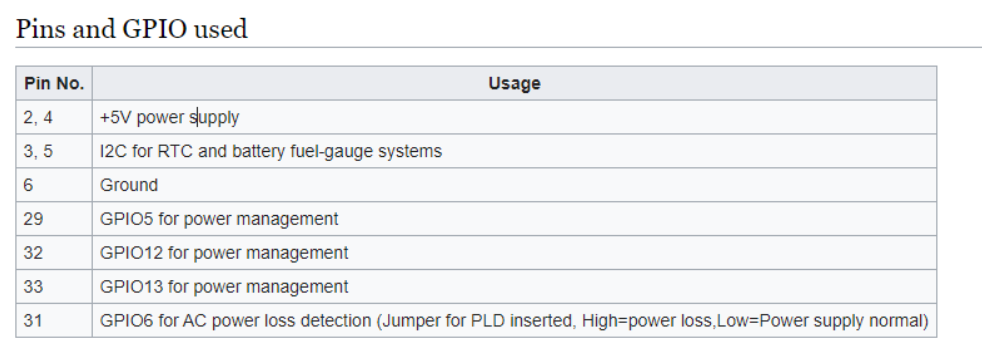 Pins and GPIO used
Pin No. Usage
2, 4 +5V power supply
3, 5 I2C for RTC and battery fuel-gauge systems
6 Ground
29 GPIO5 for power management
32 GPIO12 for power management
33 GPIO13 for power management
31 GPIO6 for AC power loss detection (Jumper for PLD inserted, High=power loss,Low=Power supply normal)